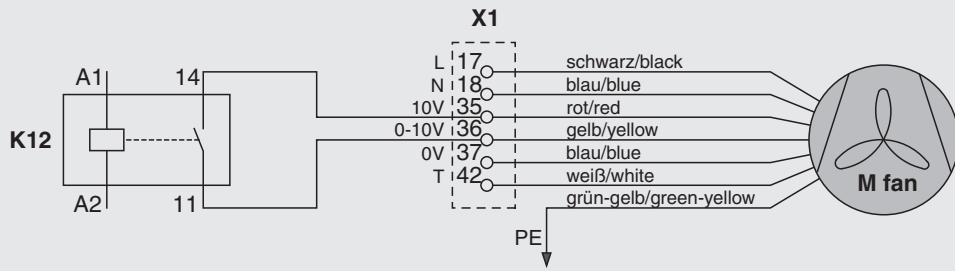 X1
A1 14
K12
A2 11
L 17 schwarz/black
N 18 blau/blue
10V 35 rot/red
0-10V 36 gelb/yellow
0V 37 blau/blue
T 42 weiß/white
grün-gelb/green-yellow
PE
M fan